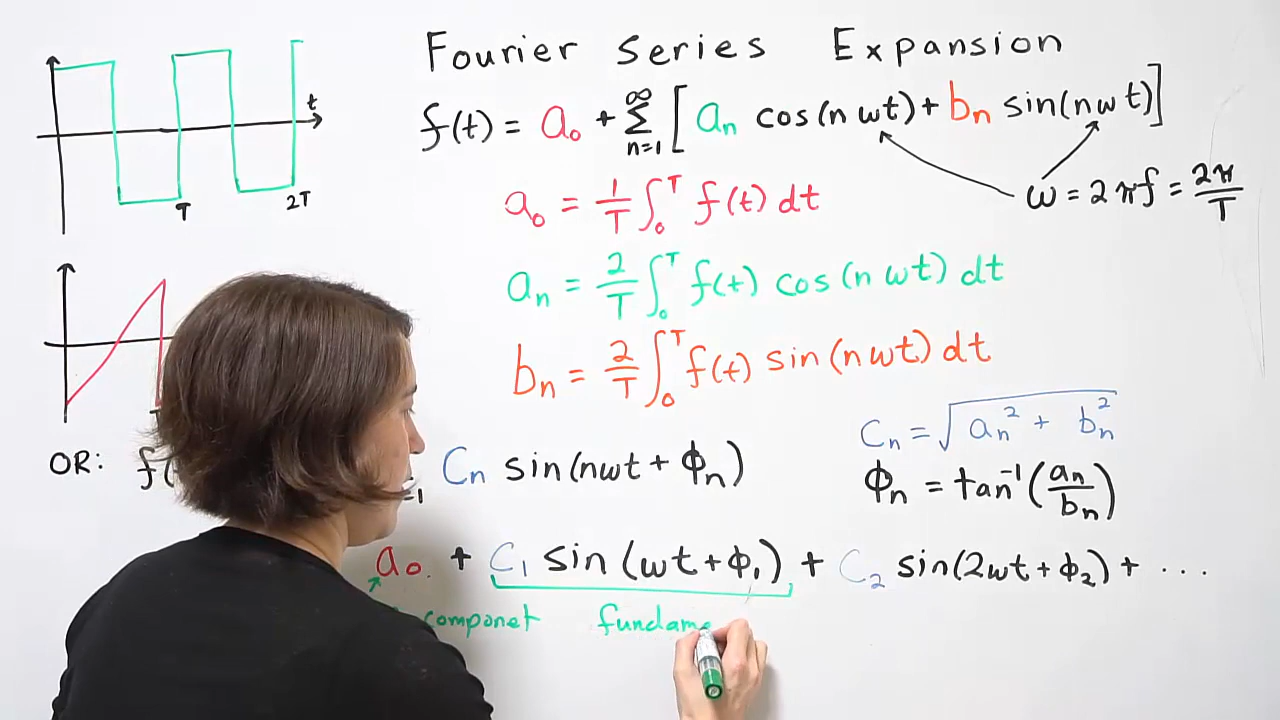 Fourier Series Expansion
f(t) = a₀ + ∑ₙ₌₁^∞ [ aₙ cos(nωt) + bₙ sin(nωt) ]
ω = 2πf = 2π/T
t
T 2T
a₀ = 1/T ∫₀ᵀ f(t) dt
aₙ = 2/T ∫₀ᵀ f(t) cos(nωt) dt
bₙ = 2/T ∫₀ᵀ f(t) sin(nωt) dt
Cₙ = √(aₙ² + bₙ²)
OR: f( =1 Cₙ sin(nωt + ϕₙ)
ϕₙ = tan⁻¹(aₙ/bₙ)
a₀ + C₁ sin(ωt + ϕ₁) + C₂ sin(2ωt + ϕ₂) + ...
componet fundam